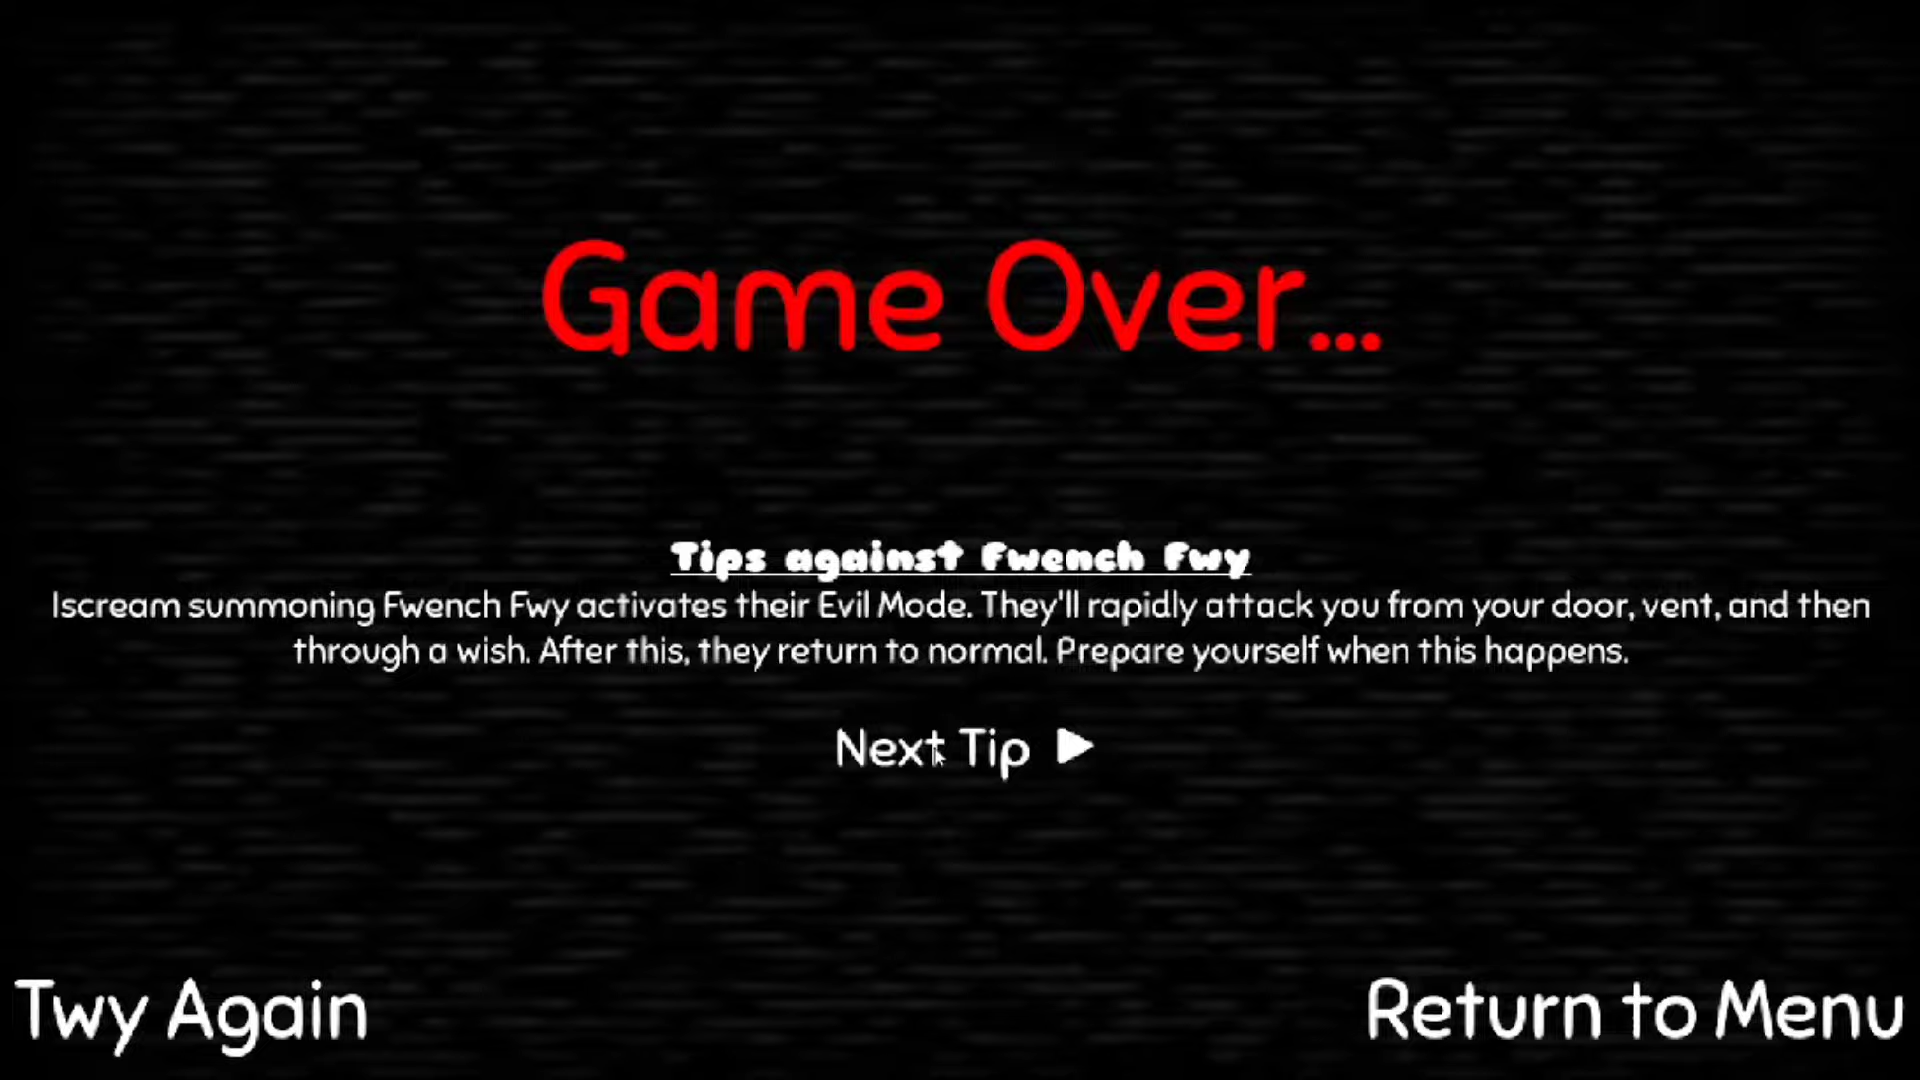 Game Over...
Tips against Fwench Fwy
Iscream summoning Fwench Fwy activates their Evil Mode. They'll rapidly attack you from your door, vent, and then
through a wish. After this, they return to normal. Prepare yourself when this happens.
Next Tip
Twy Again
Return to Menu